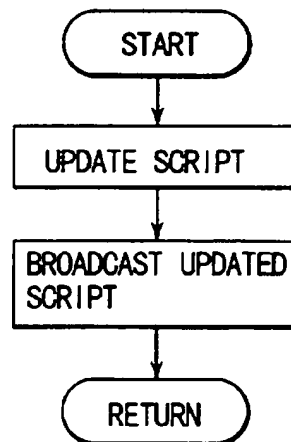 START
UPDATE SCRIPT
BROADCAST UPDATED
SCRIPT
RETURN